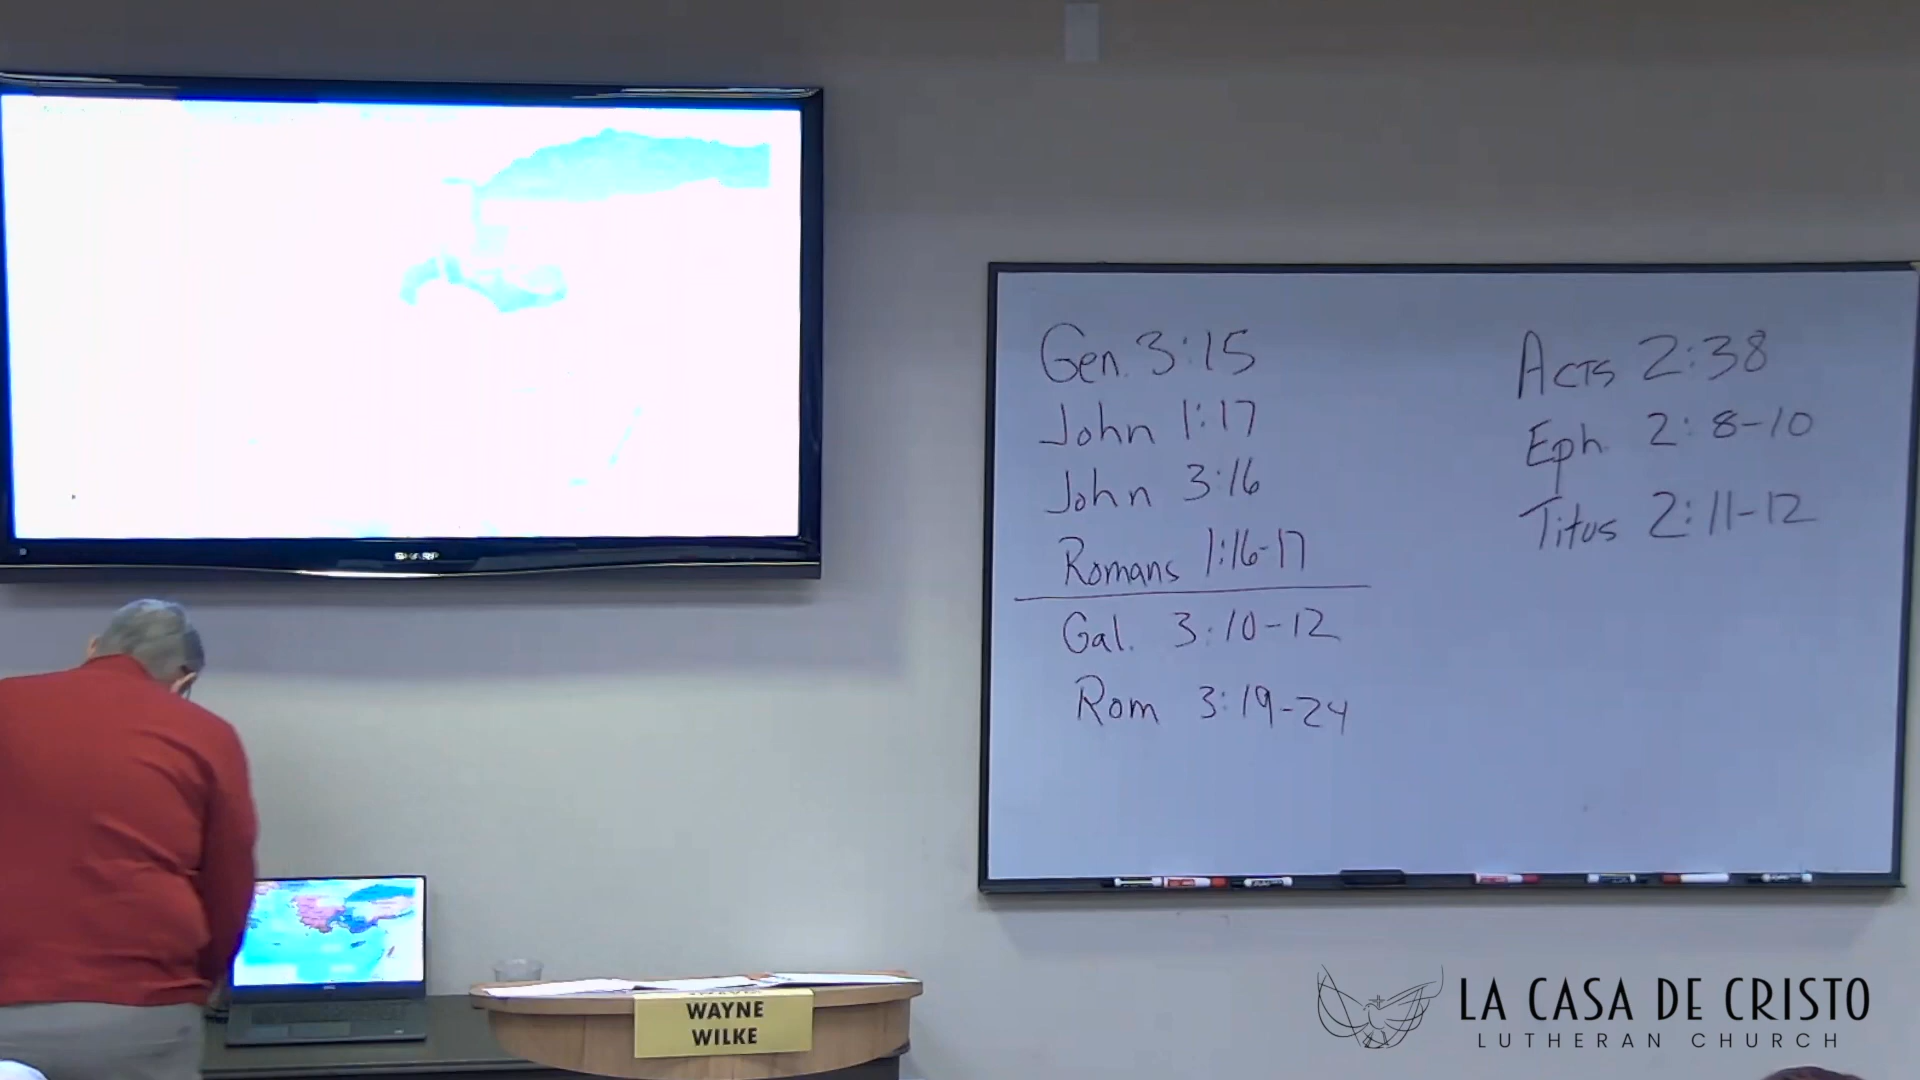 SHARP
Gen. 3:15
John 1:17
John 3:16
Romans 1:16-17
Gal. 3:10-12
Rom 3:19-24
Acts 2:38
Eph. 2:8-10
Titus 2:11-12
WAYNE
WILKE
LA CASA DE CRISTO
LUTHERAN CHURCH